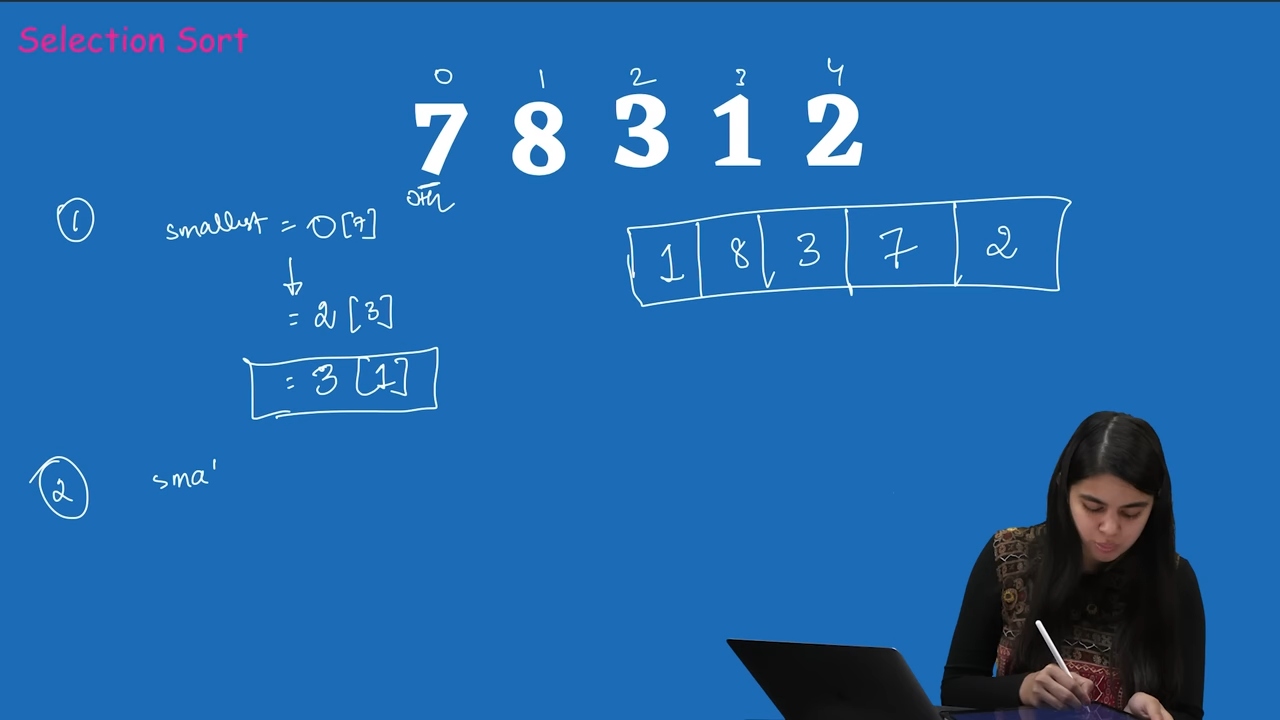 Selection Sort
0 1 2 3 4
7 8 3 1 2
0th
1 smallest = 0[7]
1 8 3 7 2
= 2[3]
= 3[1]
2 sma